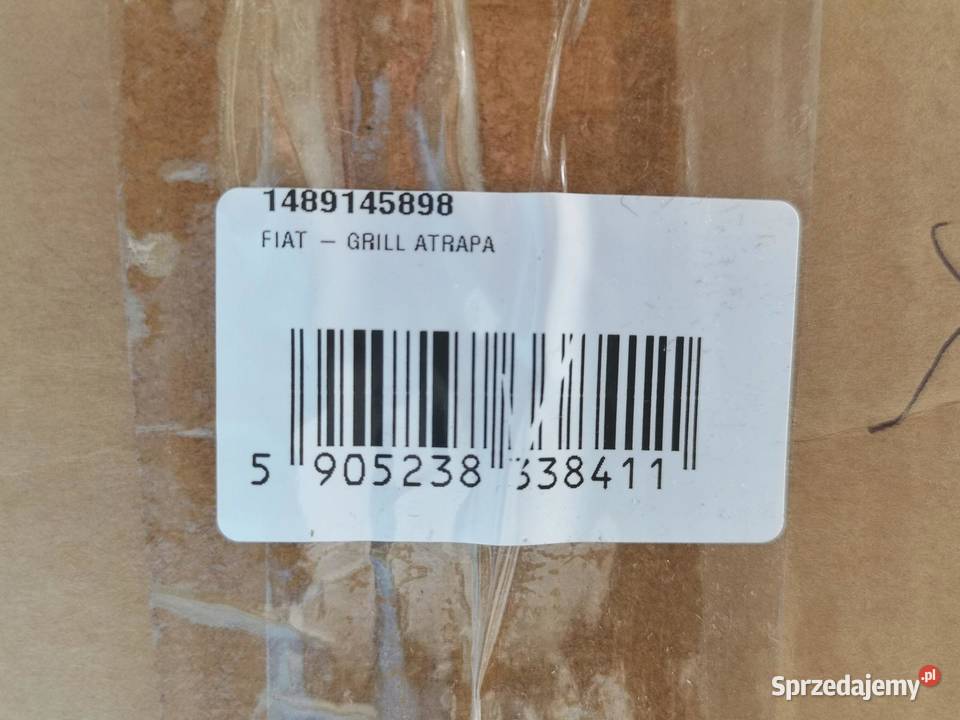 1489145898
FIAT – GRILL ATRAPA
5 905238 338411
Sprzedajemy.pl